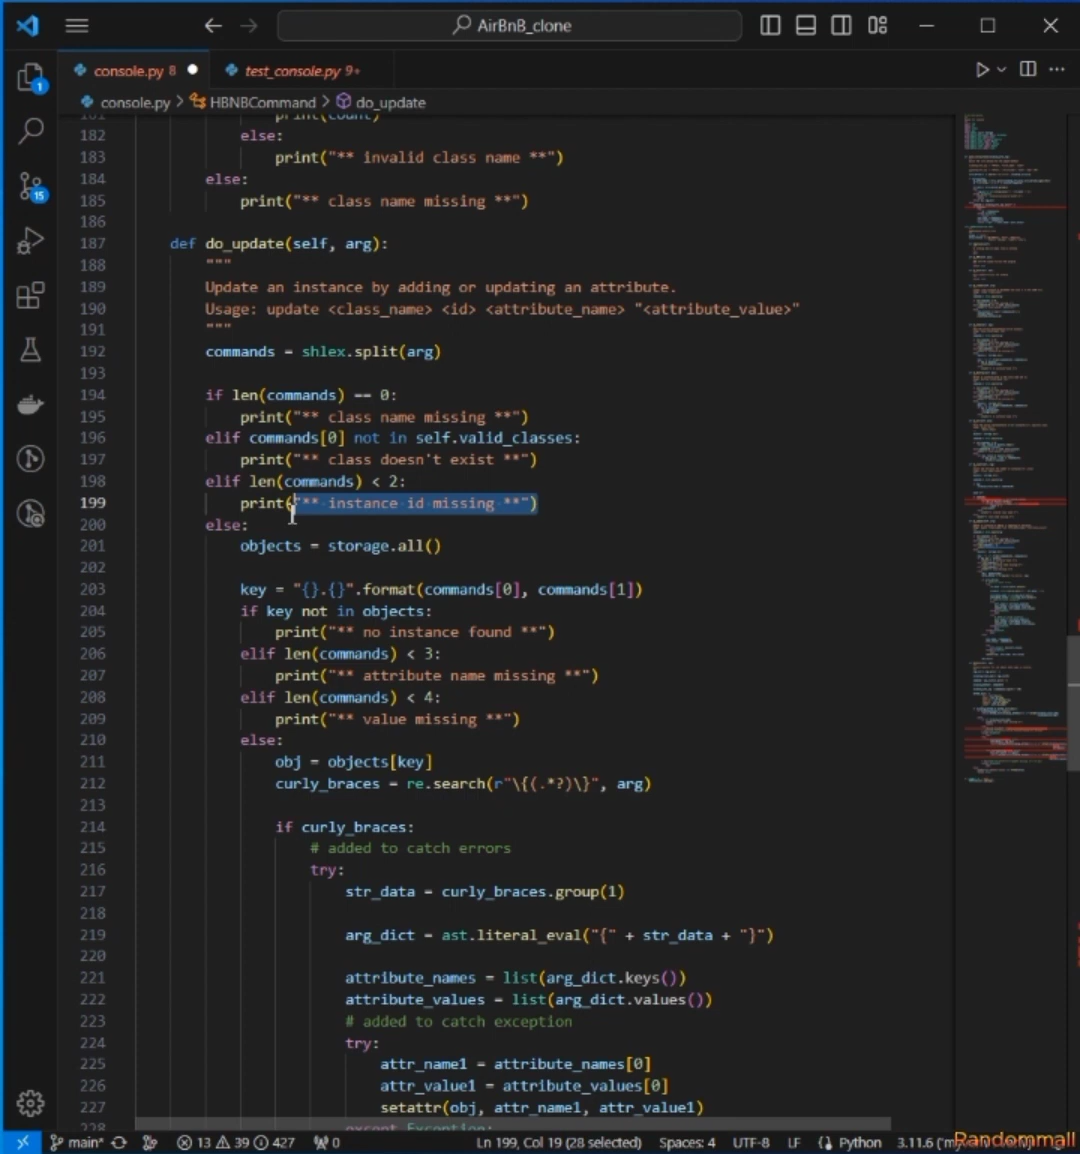 AirBnB_clone
console.py 8
test_console.py 9+
console.py > HBNBCommand > do_update
181 print(count)
182 else:
183 print("** invalid class name **")
184 else:
185 print("** class name missing **")
186
187 def do_update(self, arg):
188 """
189 Update an instance by adding or updating an attribute.
190 Usage: update <class_name> <id> <attribute_name> "<attribute_value>"
191 """
192 commands = shlex.split(arg)
193
194 if len(commands) == 0:
195 print("** class name missing **")
196 elif commands[0] not in self.valid_classes:
197 print("** class doesn't exist **")
198 elif len(commands) < 2:
199 print("** instance id missing **")
200 else:
201 objects = storage.all()
202
203 key = "{}.{}".format(commands[0], commands[1])
204 if key not in objects:
205 print("** no instance found **")
206 elif len(commands) < 3:
207 print("** attribute name missing **")
208 elif len(commands) < 4:
209 print("** value missing **")
210 else:
211 obj = objects[key]
212 curly_braces = re.search(r"\{(.*?)\}", arg)
213
214 if curly_braces:
215 # added to catch errors
216 try:
217 str_data = curly_braces.group(1)
218
219 arg_dict = ast.literal_eval("{" + str_data + "}")
220
221 attribute_names = list(arg_dict.keys())
222 attribute_values = list(arg_dict.values())
223 # added to catch exception
224 try:
225 attr_name1 = attribute_names[0]
226 attr_value1 = attribute_values[0]
227 setattr(obj, attr_name1, attr_value1)
228 except Exception:
1
15
main* 13 39 427 0 Ln 199, Col 19 (28 selected) Spaces: 4 UTF-8 LF Python 3.11.6
Randommall